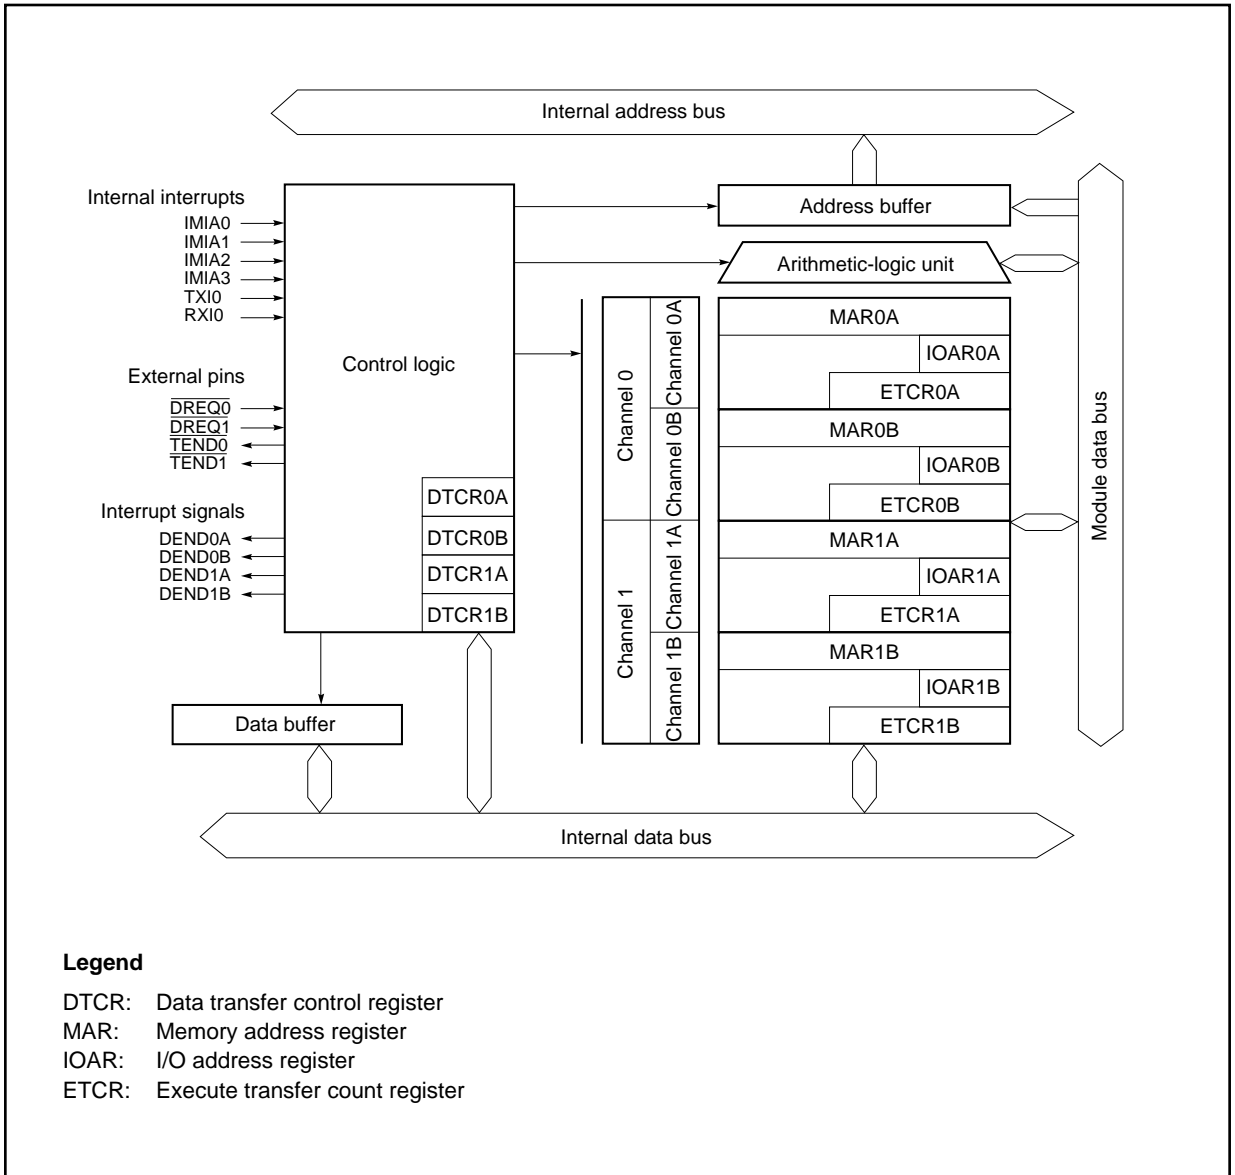 Internal address bus
Internal interrupts
IMIA0
IMIA1
IMIA2
IMIA3
TXI0
RXI0
External pins
DREQ0
DREQ1
TEND0
TEND1
Interrupt signals
DEND0A
DEND0B
DEND1A
DEND1B
Control logic
DTCR0A
DTCR0B
DTCR1A
DTCR1B
Data buffer
Address buffer
Arithmetic-logic unit
Channel 0
Channel 0A
Channel 0B
Channel 1
Channel 1A
Channel 1B
MAR0A
IOAR0A
ETCR0A
MAR0B
IOAR0B
ETCR0B
MAR1A
IOAR1A
ETCR1A
MAR1B
IOAR1B
ETCR1B
Module data bus
Internal data bus
Legend
DTCR: Data transfer control register
MAR: Memory address register
IOAR: I/O address register
ETCR: Execute transfer count register